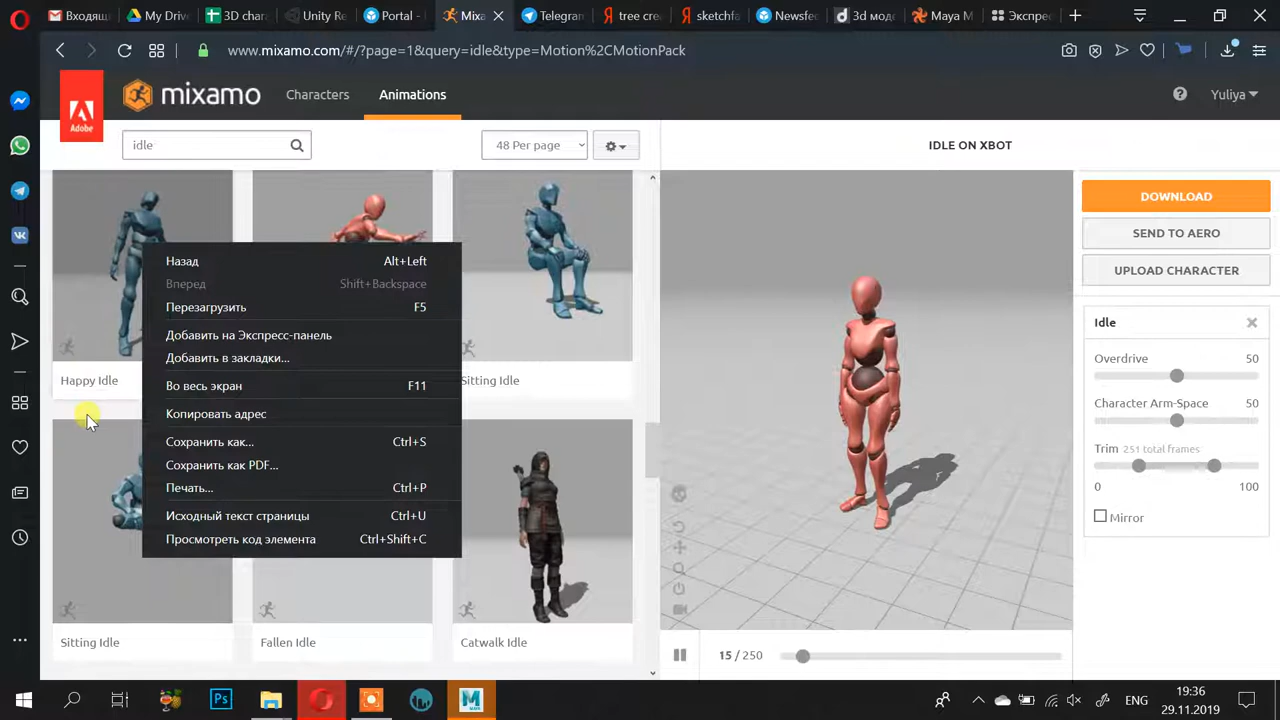 Входящ
My Drive
3D char
Unity Re
Portal -
Mixa
Telegram
tree cre
sketchfa
Newsfee
3d мод
Maya M
Экспрес
www.mixamo.com/#/?page=1&query=idle&type=Motion%2CMotionPack
Adobe
mixamo
Characters
Animations
Yuliya
idle
48 Per page
IDLE ON XBOT
DOWNLOAD
SEND TO AERO
UPLOAD CHARACTER
Idle
Overdrive 50
Character Arm-Space 50
Trim 251 total frames
0 100
Mirror
Назад Alt+Left
Вперед Shift+Backspace
Перезагрузить F5
Добавить на Экспресс-панель
Добавить в закладки...
Во весь экран F11
Копировать адрес
Сохранить как... Ctrl+S
Сохранить как PDF...
Печать... Ctrl+P
Исходный текст страницы Ctrl+U
Просмотреть код элемента Ctrl+Shift+C
Happy Idle
Sitting Idle
Sitting Idle
Fallen Idle
Catwalk Idle
15 / 250
Ps
M
ENG
19:36
29.11.2019